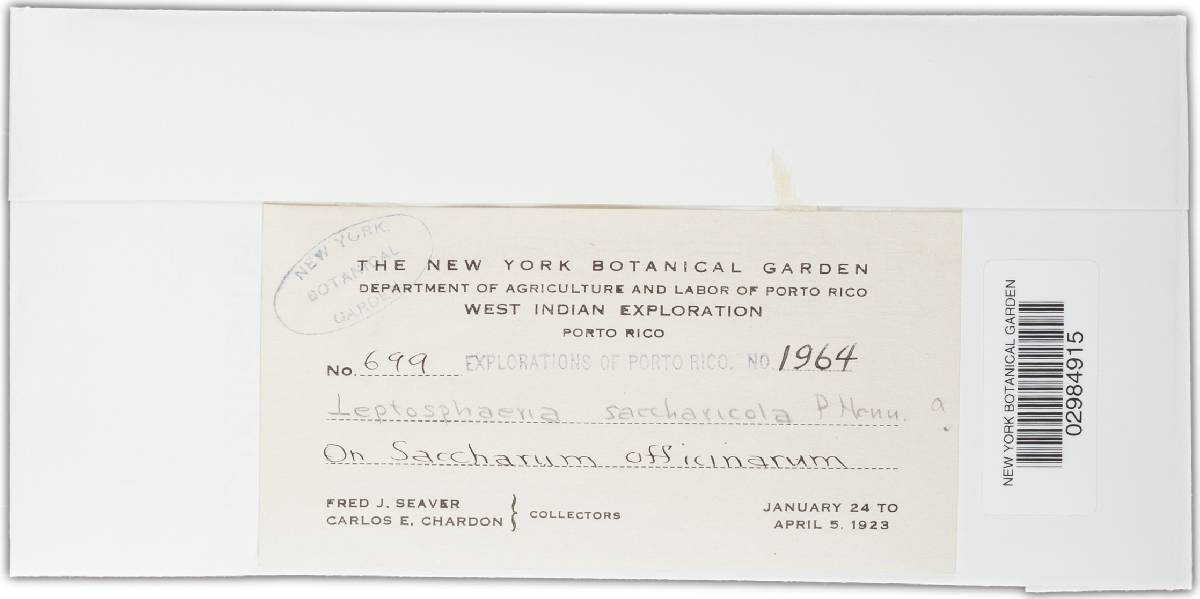 NEW YORK
BOTANICAL
GARDEN
THE NEW YORK BOTANICAL GARDEN
DEPARTMENT OF AGRICULTURE AND LABOR OF PORTO RICO
WEST INDIAN EXPLORATION
PORTO RICO
No. 699 EXPLORATIONS OF PORTO RICO. NO. 1964
Leptosphaeria saccharicola P. Henn.
On Saccharum officinarum
FRED J. SEAVER
CARLOS E. CHARDON } COLLECTORS
JANUARY 24 TO
APRIL 5, 1923
NEW YORK BOTANICAL GARDEN
02984915